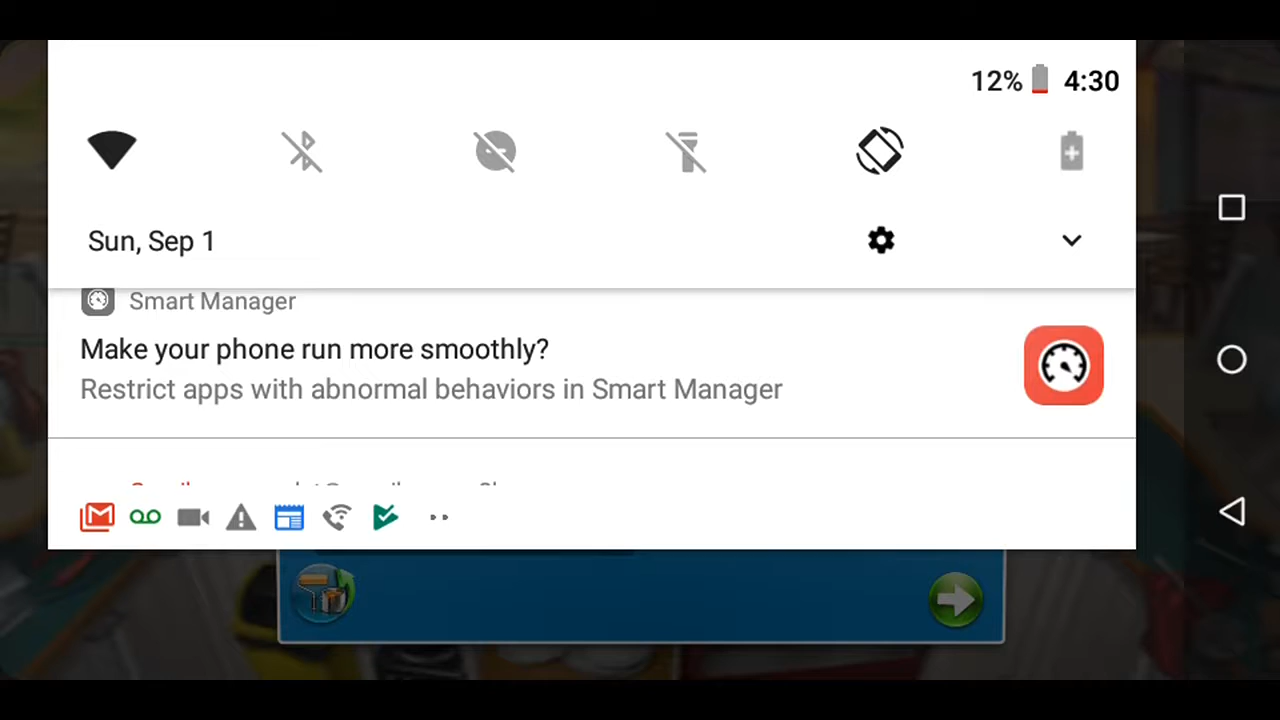 12% 4:30
Sun, Sep 1
Smart Manager
Make your phone run more smoothly?
Restrict apps with abnormal behaviors in Smart Manager